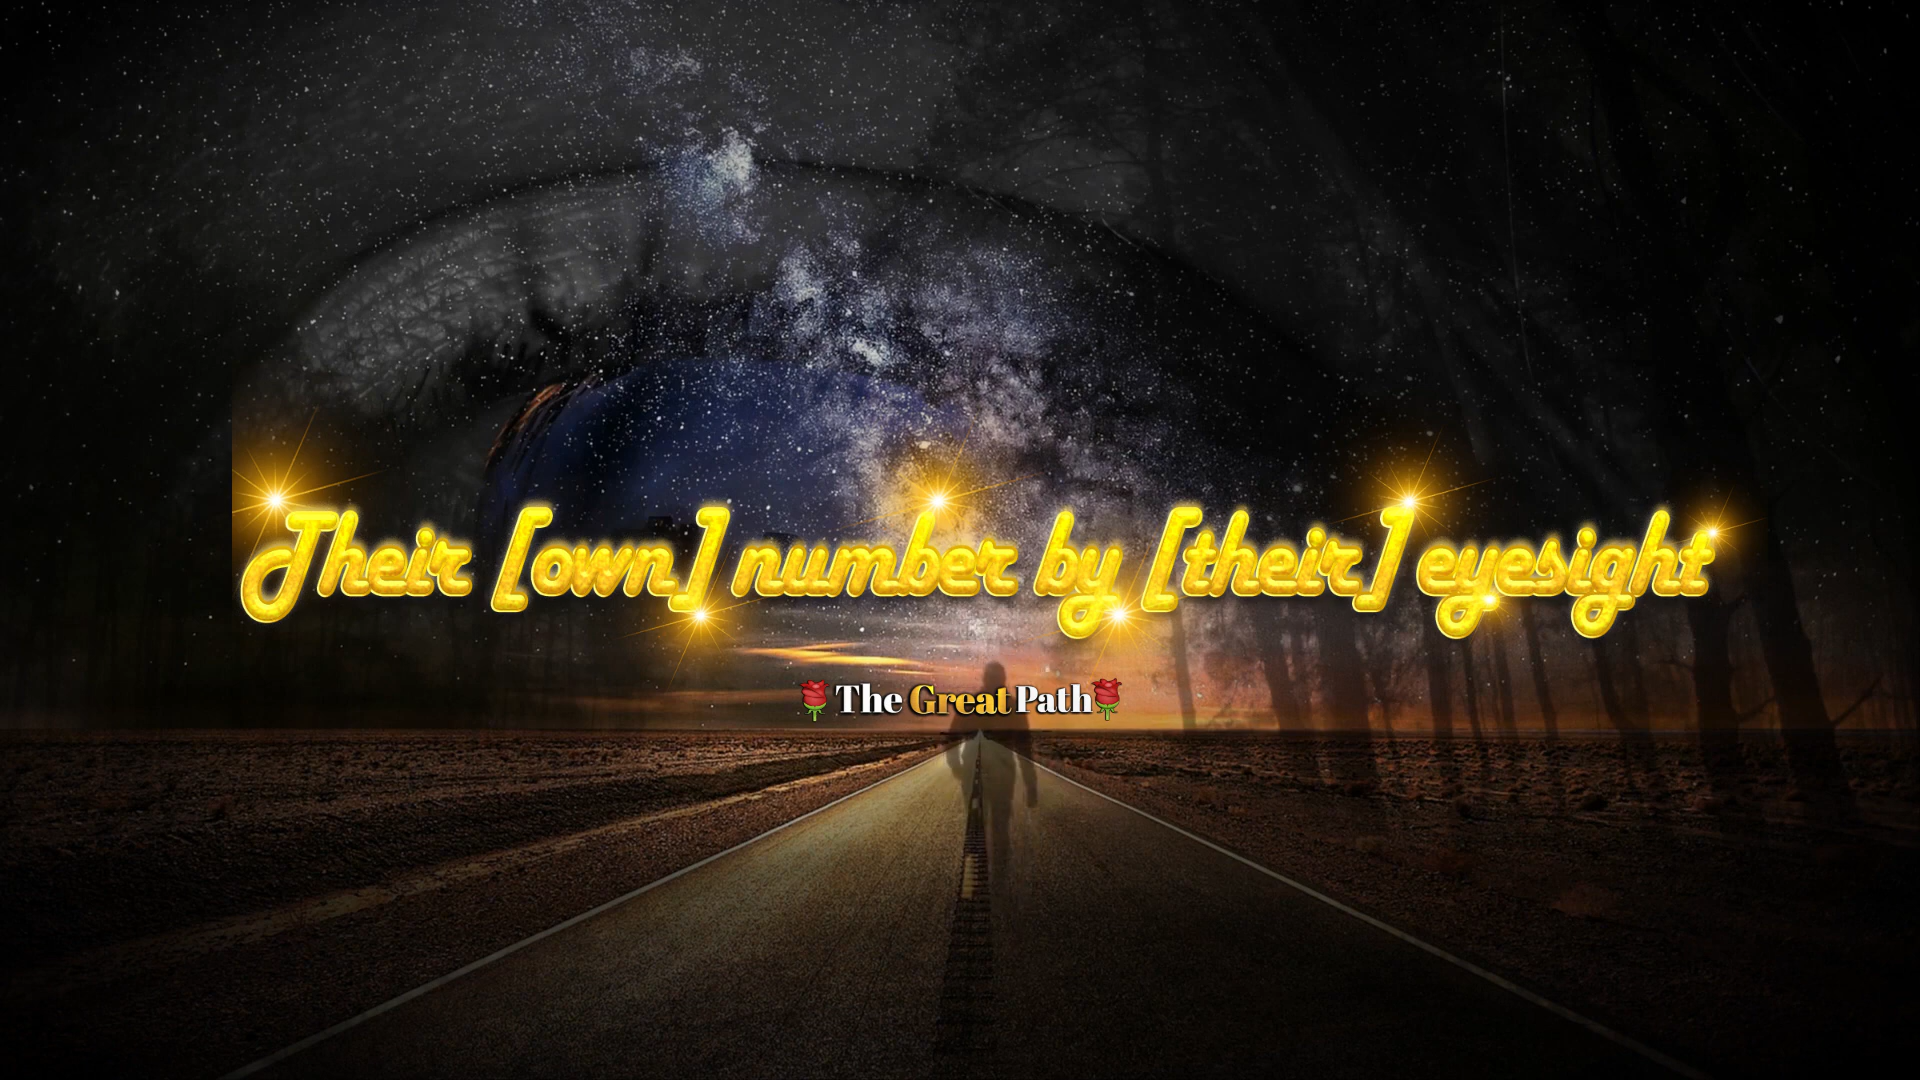 Their [own] number by [their] eyesight
🌹The Great Path🌹